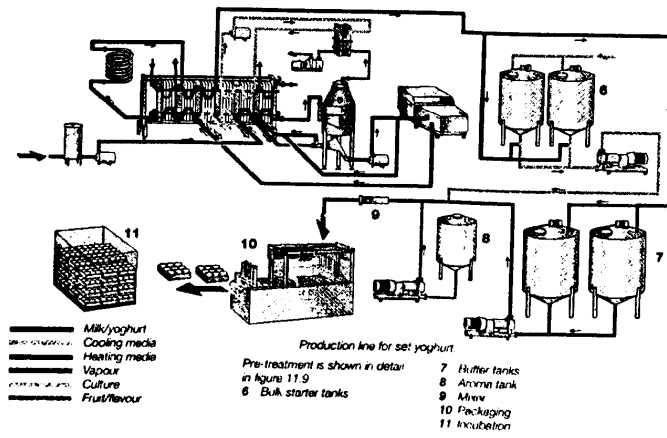 6
7
8
9
10
11
Milk/yoghurt
Cooling media
Heating media
Vapour
Culture
Fruit/flavour
Production line for set yoghurt.
Pre-treatment is shown in detail
in figure 11.9
6 Bulk starter tanks
7 Buffer tanks
8 Aroma tank
9 Mixer
10 Packaging
11 Incubation